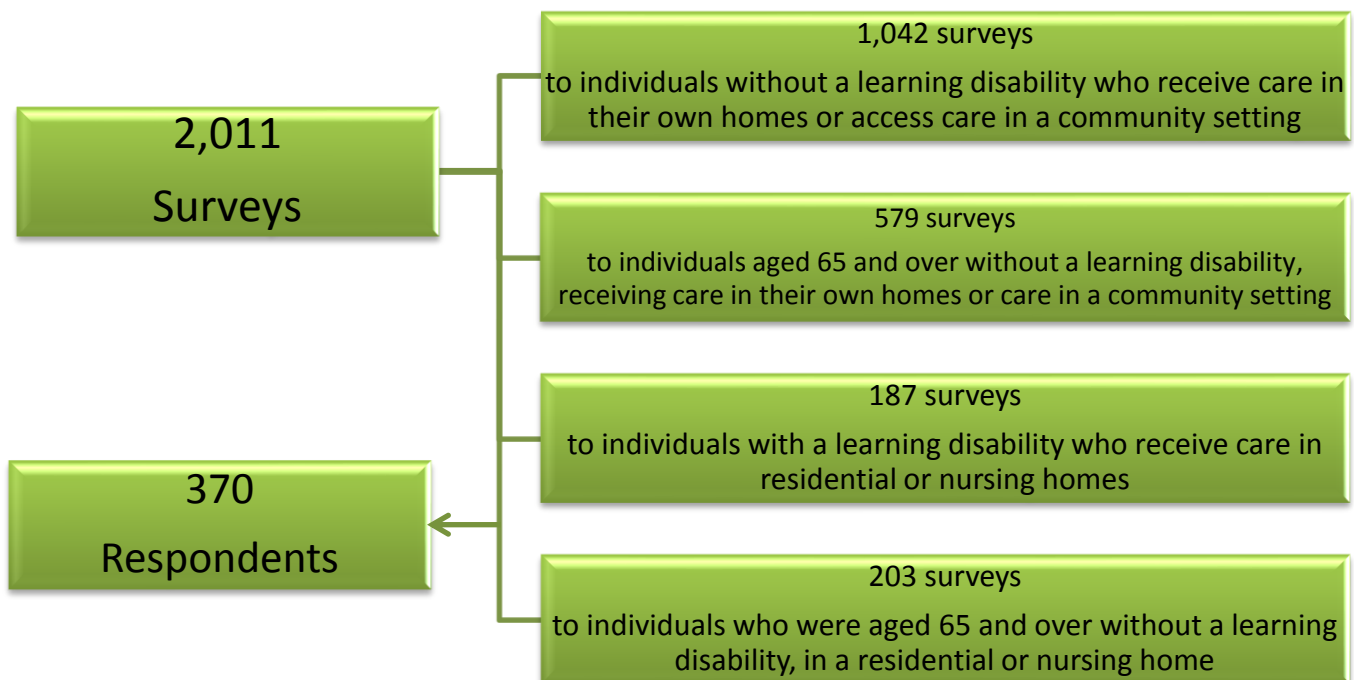 2,011
Surveys
370
Respondents
1,042 surveys
to individuals without a learning disability who receive care in
their own homes or access care in a community setting
579 surveys
to individuals aged 65 and over without a learning disability,
receiving care in their own homes or care in a community setting
187 surveys
to individuals with a learning disability who receive care in
residential or nursing homes
203 surveys
to individuals who were aged 65 and over without a learning
disability, in a residential or nursing home